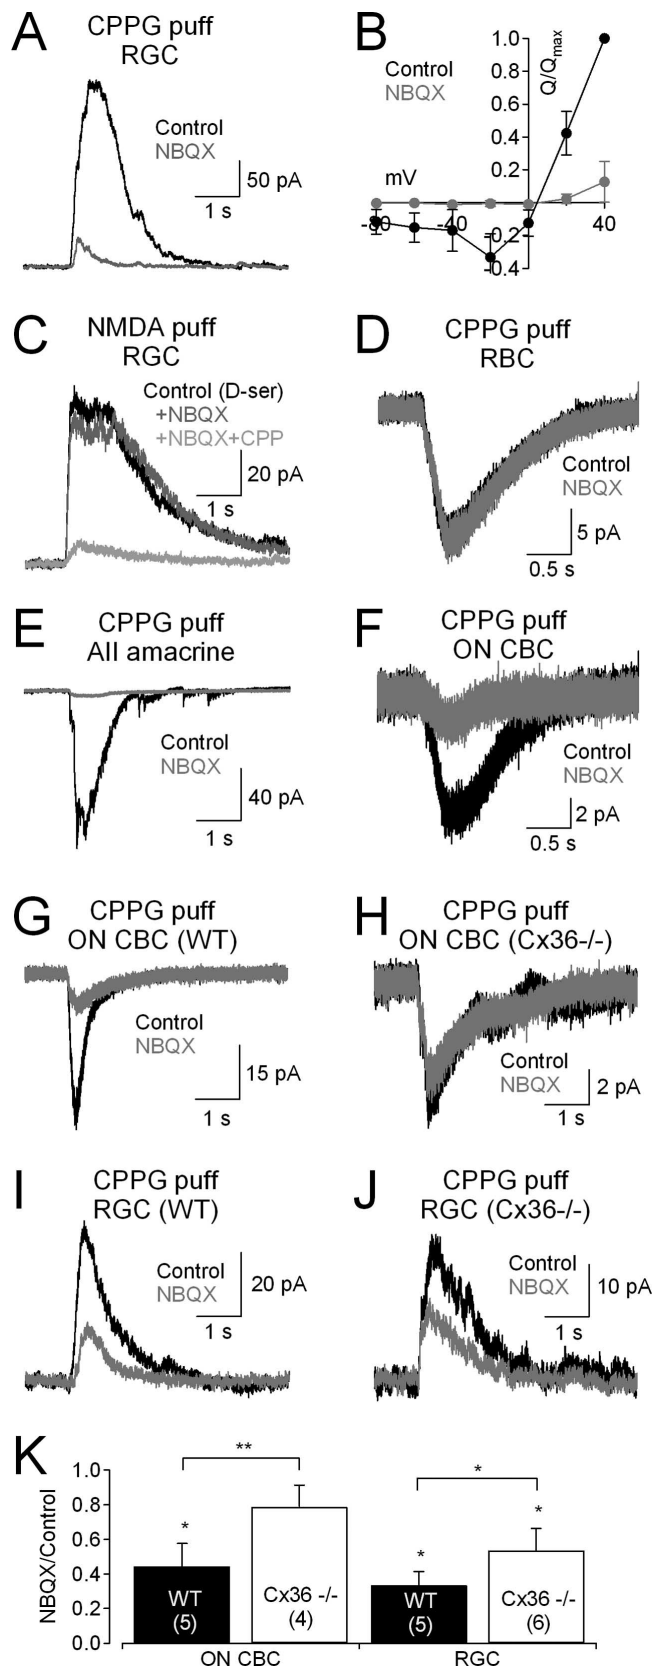 A
CPPG puff
RGC
Control
NBQX
50 pA
1 s
B
Control
NBQX
mV
Q/Qmax
1.0
0.8
0.6
0.4
0.2
-80
-40
40
-0.2
-0.4
C
NMDA puff
RGC
Control (D-ser)
+NBQX
+NBQX+CPP
20 pA
1 s
D
CPPG puff
RBC
Control
NBQX
5 pA
0.5 s
E
CPPG puff
AII amacrine
Control
NBQX
40 pA
1 s
F
CPPG puff
ON CBC
Control
NBQX
2 pA
0.5 s
G
CPPG puff
ON CBC (WT)
Control
NBQX
15 pA
1 s
H
CPPG puff
ON CBC (Cx36-/-)
Control
NBQX
2 pA
1 s
I
CPPG puff
RGC (WT)
Control
NBQX
20 pA
1 s
J
CPPG puff
RGC (Cx36-/-)
Control
NBQX
10 pA
1 s
K
NBQX/Control
1.0
0.8
0.6
0.4
0.2
0.0
**
*
*
*
*
WT
(5)
Cx36 -/-
(4)
WT
(5)
Cx36 -/-
(6)
ON CBC
RGC